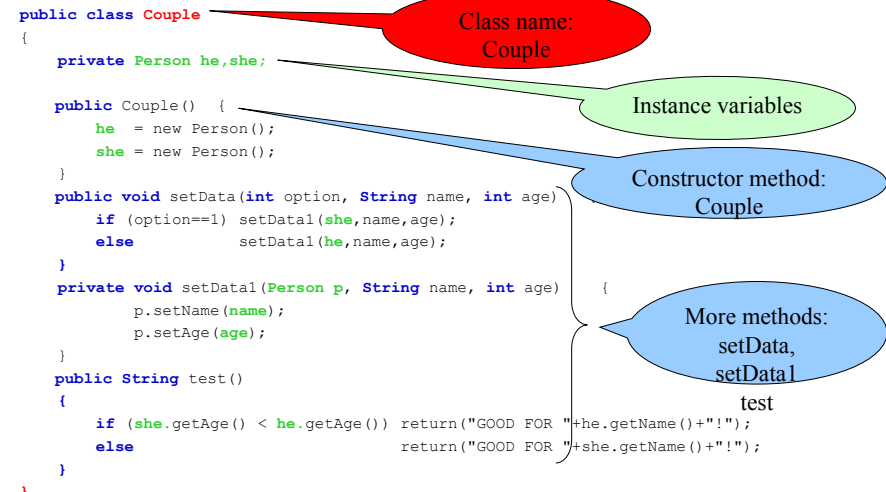 public class Couple
{
private Person he,she;
public Couple() {
he = new Person();
she = new Person();
}
public void setData(int option, String name, int age)
if (option==1) setData1(she,name,age);
else setData1(he,name,age);
}
private void setData1(Person p, String name, int age) {
p.setName(name);
p.setAge(age);
}
public String test()
{
if (she.getAge() < he.getAge()) return("GOOD FOR "+he.getName()+"!");
else return("GOOD FOR "+she.getName()+"!");
}
}
Class name:
Couple
Instance variables
Constructor method:
Couple
More methods:
setData,
setData1
test